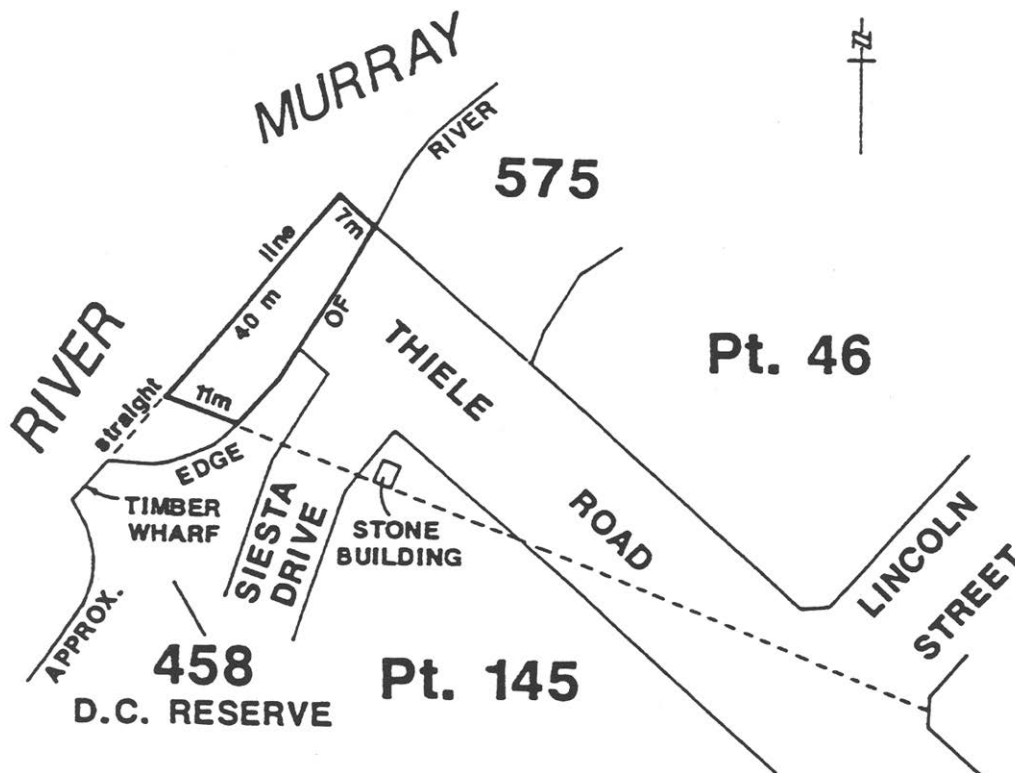 MURRAY
N
RIVER
575
7m
line
40 m
OF
THIELE
Pt. 46
RIVER
straight
11m
EDGE
TIMBER
WHARF
SIESTA
DRIVE
STONE
BUILDING
ROAD
LINCOLN
STREET
APPROX.
458
D.C. RESERVE
Pt. 145